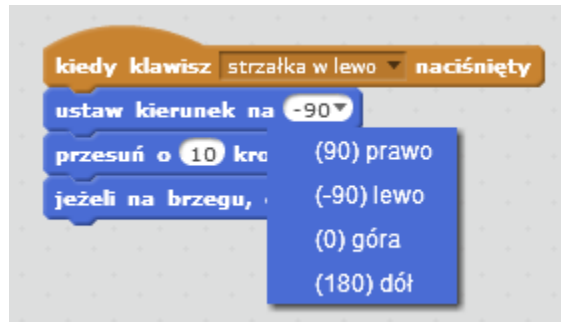 kiedy klawisz strzałka w lewo naciśnięty
ustaw kierunek na -90
przesuń o 10 kro
(90) prawo
jeżeli na brzegu,
(-90) lewo
(0) góra
(180) dół